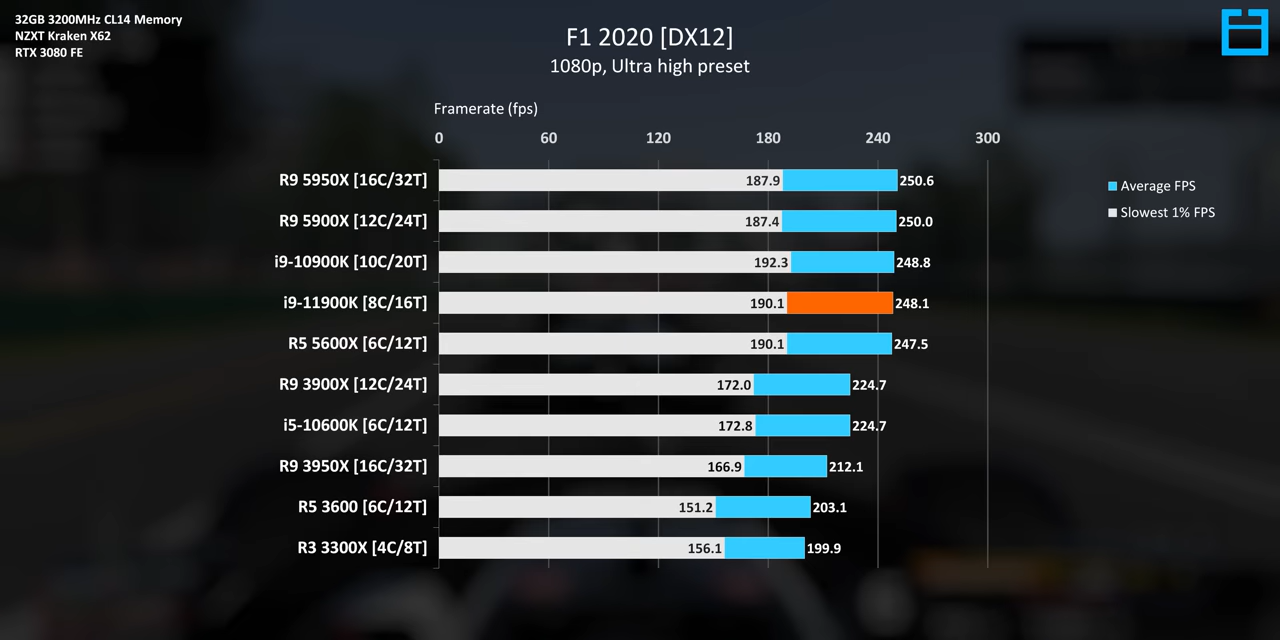 32GB 3200MHz CL14 Memory
NZXT Kraken X62
RTX 3080 FE
F1 2020 [DX12]
1080p, Ultra high preset
Framerate (fps)
0 60 120 180 240 300
R9 5950X [16C/32T] 187.9 250.6
R9 5900X [12C/24T] 187.4 250.0
i9-10900K [10C/20T] 192.3 248.8
i9-11900K [8C/16T] 190.1 248.1
R5 5600X [6C/12T] 190.1 247.5
R9 3900X [12C/24T] 172.0 224.7
i5-10600K [6C/12T] 172.8 224.7
R9 3950X [16C/32T] 166.9 212.1
R5 3600 [6C/12T] 151.2 203.1
R3 3300X [4C/8T] 156.1 199.9
Average FPS
Slowest 1% FPS